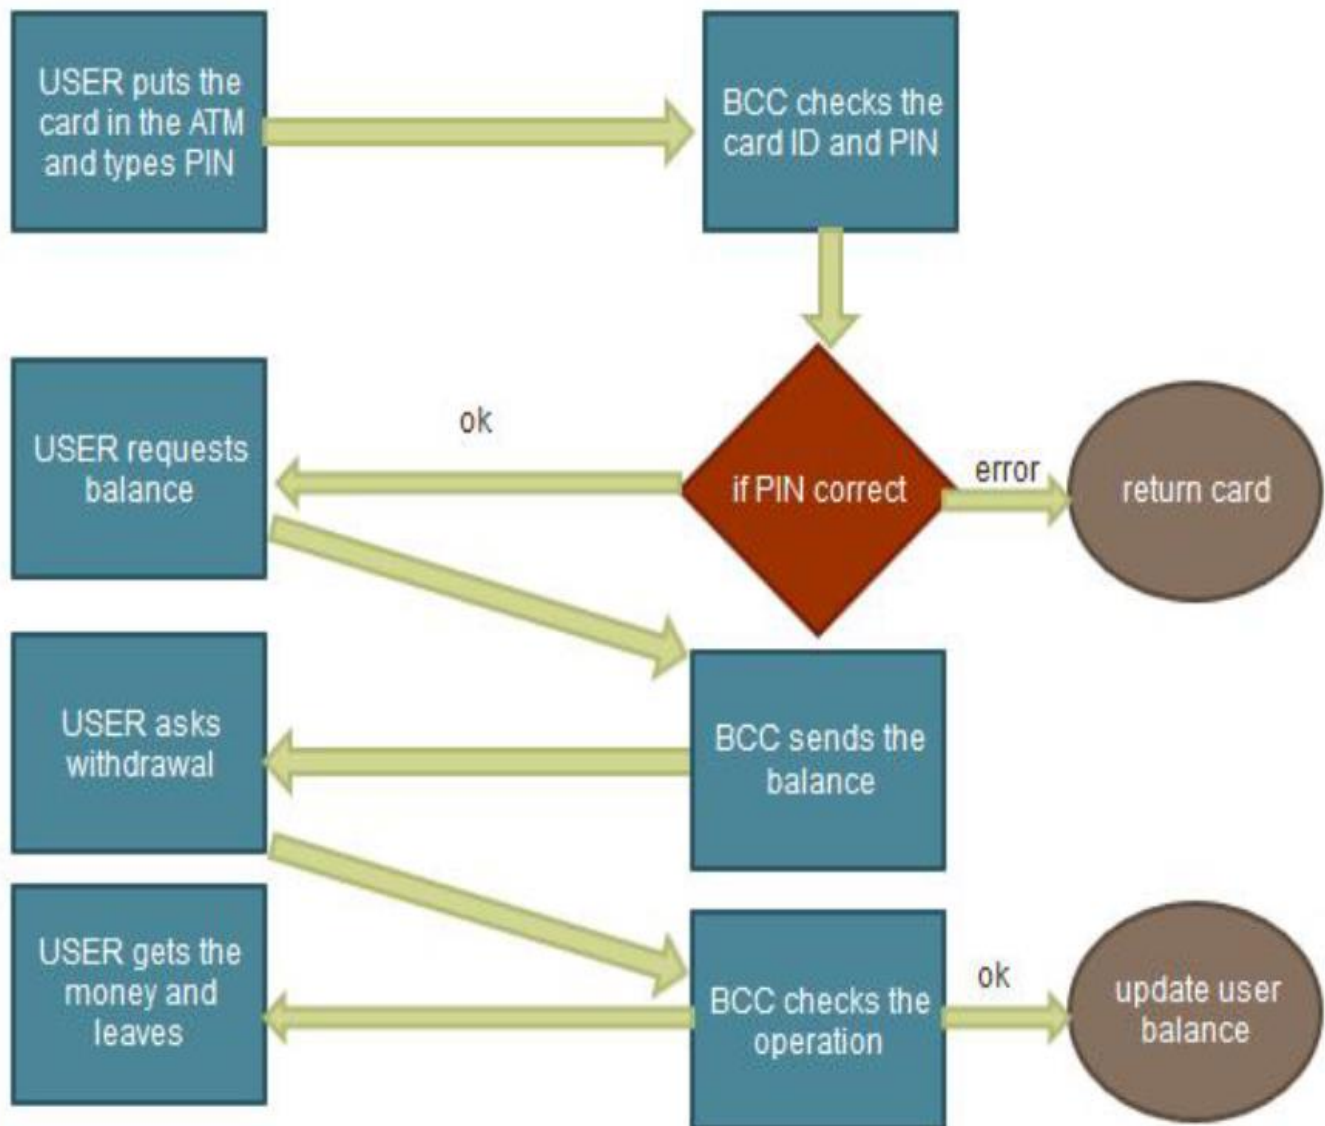 USER puts the
card in the ATM
and types PIN
BCC checks the
card ID and PIN
ok
USER requests
balance
if PIN correct
error
return card
USER asks
withdrawal
BCC sends the
balance
USER gets the
money and
leaves
BCC checks the
operation
ok
update user
balance